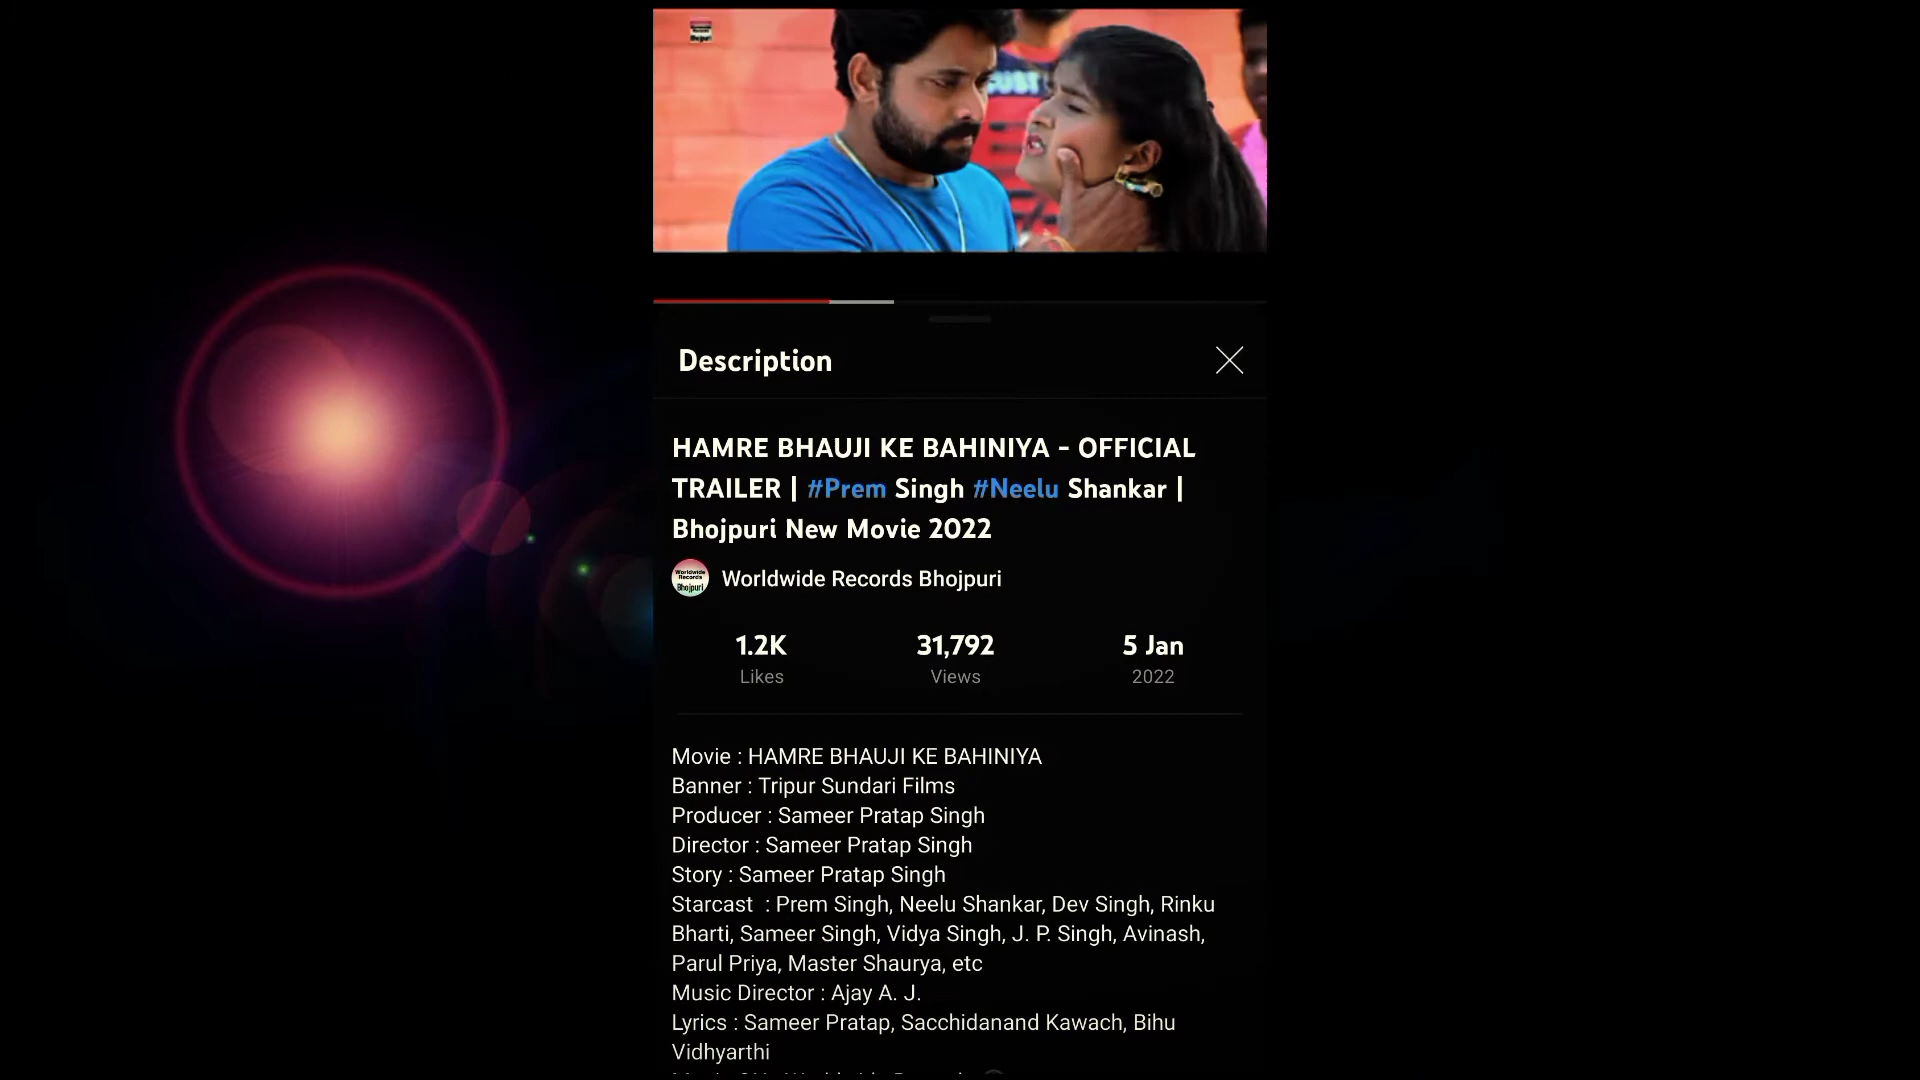 CUST
Description
HAMRE BHAUJI KE BAHINIYA - OFFICIAL
TRAILER | #Prem Singh #Neelu Shankar |
Bhojpuri New Movie 2022
Worldwide Records Bhojpuri
Worldwide Records Bhojpuri
1.2K 31,792 5 Jan
Likes Views 2022
Movie : HAMRE BHAUJI KE BAHINIYA
Banner : Tripur Sundari Films
Producer : Sameer Pratap Singh
Director : Sameer Pratap Singh
Story : Sameer Pratap Singh
Starcast : Prem Singh, Neelu Shankar, Dev Singh, Rinku
Bharti, Sameer Singh, Vidya Singh, J. P. Singh, Avinash,
Parul Priya, Master Shaurya, etc
Music Director : Ajay A. J.
Lyrics : Sameer Pratap, Sacchidanand Kawach, Bihu
Vidhyarthi